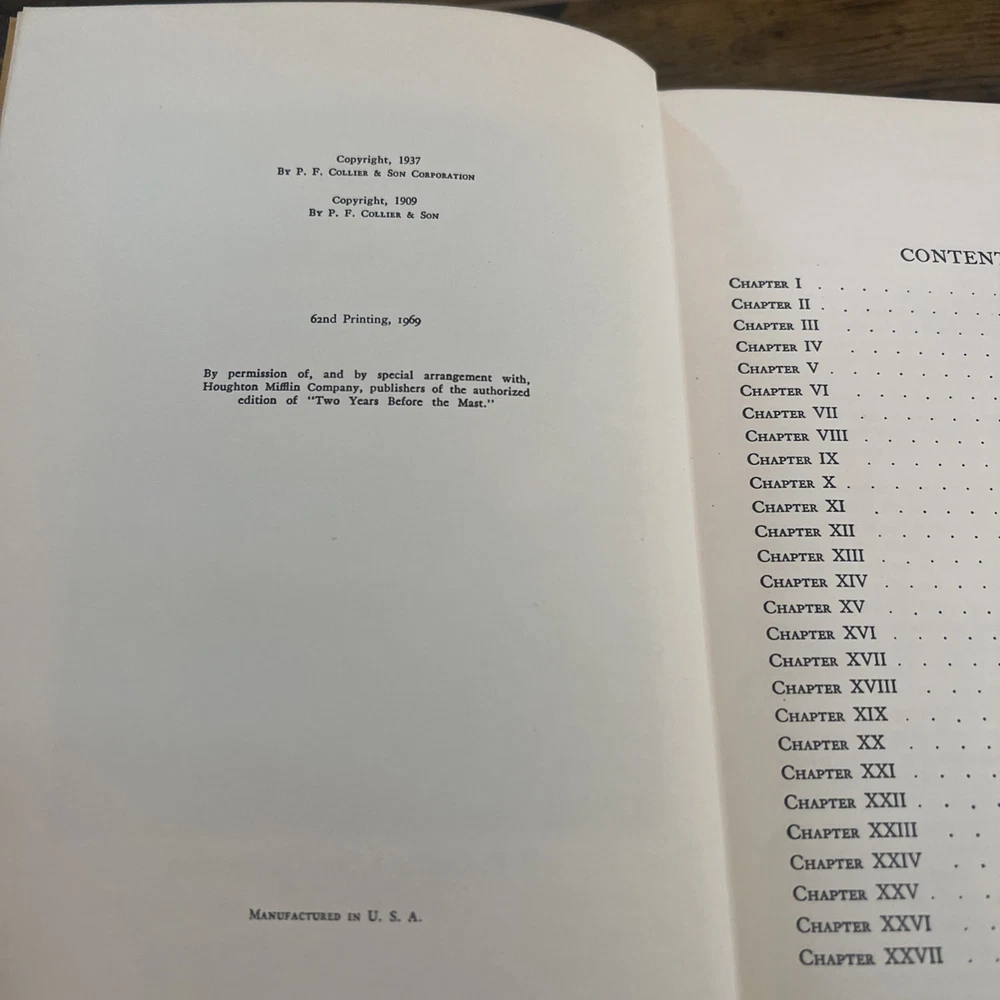 Copyright, 1937
By P. F. Collier & Son Corporation
Copyright, 1909
By P. F. Collier & Son
62nd Printing, 1969
By permission of, and by special arrangement with,
Houghton Mifflin Company, publishers of the authorized
edition of "Two Years Before the Mast."
Manufactured in U. S. A.
CONTENT
Chapter I . . . . . . . .
Chapter II . . . . . . . .
Chapter III . . . . . . .
Chapter IV . . . . . . .
Chapter V . . . . . . . .
Chapter VI . . . . . . .
Chapter VII . . . . . . .
Chapter VIII . . . . . .
Chapter IX . . . . . .
Chapter X . . . . . . .
Chapter XI . . . . . .
Chapter XII . . . . . .
Chapter XIII . . . . . .
Chapter XIV . . . . . .
Chapter XV . . . . .
Chapter XVI . . . . .
Chapter XVII . . . . .
Chapter XVIII . . .
Chapter XIX . . . .
Chapter XX . . . .
Chapter XXI . . . .
Chapter XXII . . . .
Chapter XXIII . .
Chapter XXIV . .
Chapter XXV . . .
Chapter XXVI . .
Chapter XXVII . .